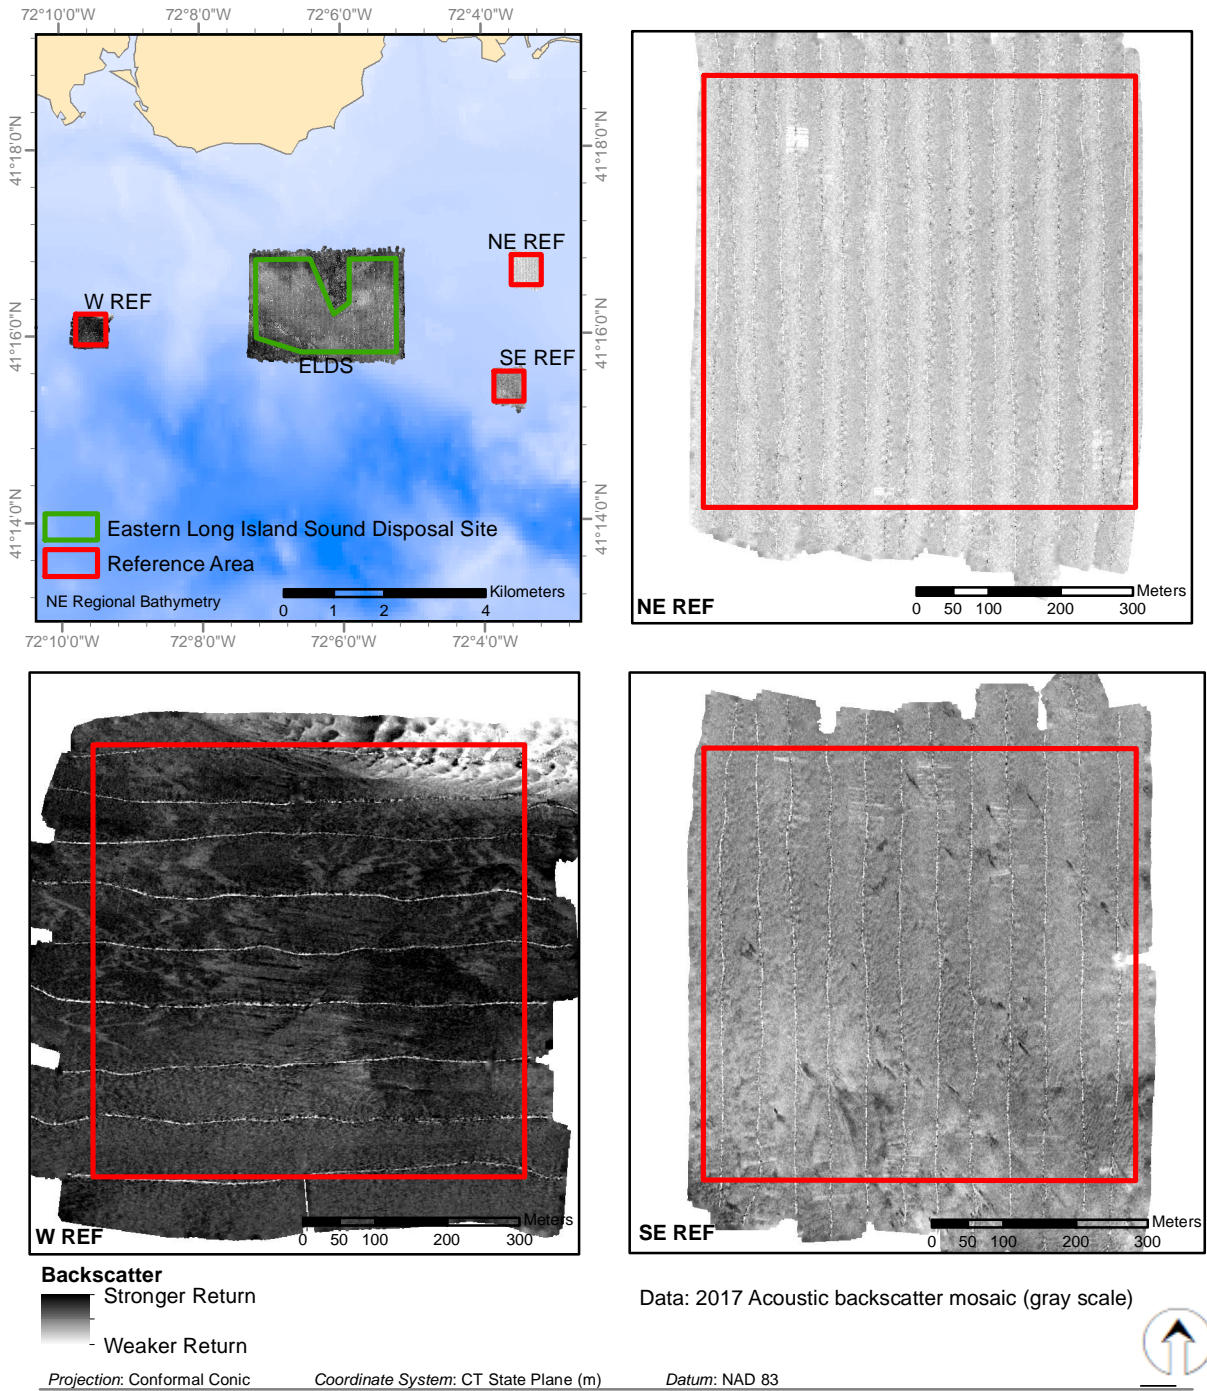 72°10'0"W 72°8'0"W 72°6'0"W 72°4'0"W
41°18'0"N 41°18'0"N
NE REF
W REF
41°16'0"N 41°16'0"N
SE REF
ELDS
41°14'0"N 41°14'0"N
Eastern Long Island Sound Disposal Site
Reference Area
NE Regional Bathymetry
Kilometers
0 1 2 4
72°10'0"W 72°8'0"W 72°6'0"W 72°4'0"W
Meters
0 50 100 200 300
NE REF
Meters
0 50 100 200 300
W REF
Meters
0 50 100 200 300
SE REF
Backscatter
Stronger Return
Weaker Return
Data: 2017 Acoustic backscatter mosaic (gray scale)
Projection: Conformal Conic Coordinate System: CT State Plane (m) Datum: NAD 83